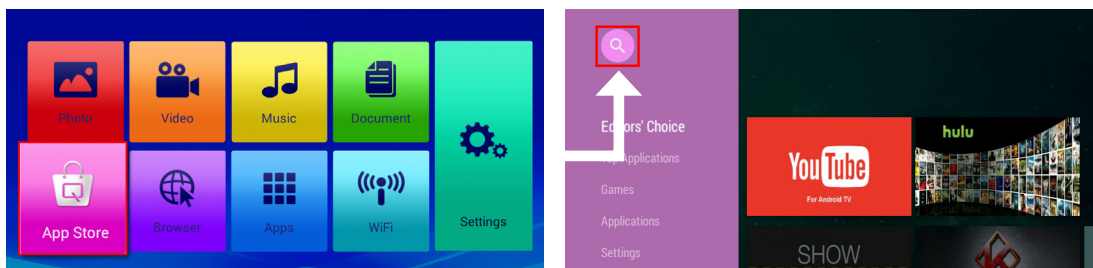 Photo
Video
Music
Document
App Store
Browser
Apps
WiFi
Settings
Editors' Choice
Top Applications
Games
Applications
Settings
YouTube
For Android TV
hulu
SHOW